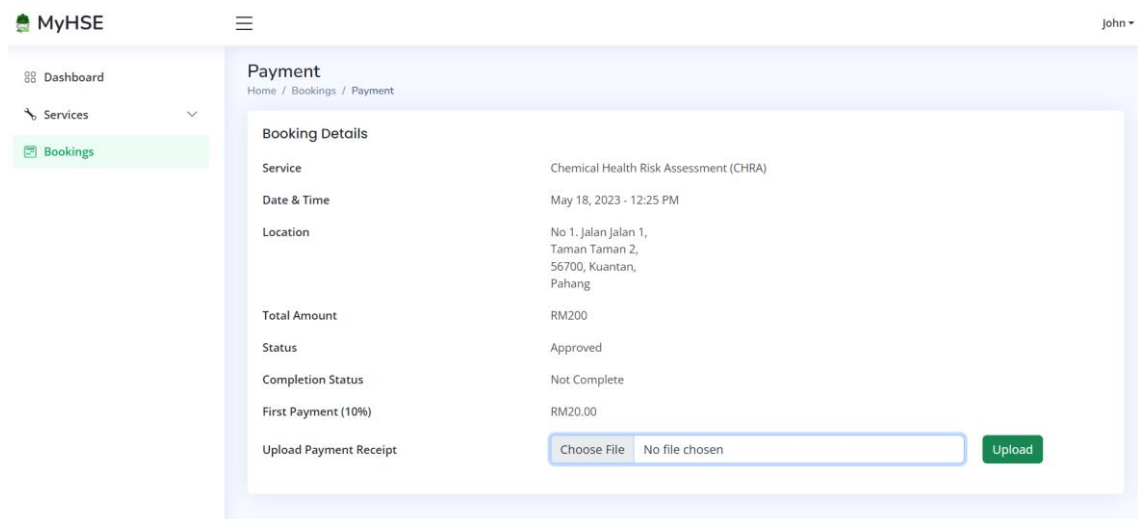 MyHSE
John
Dashboard
Services
Bookings
Payment
Home / Bookings / Payment
Booking Details
Service Chemical Health Risk Assessment (CHRA)
Date & Time May 18, 2023 - 12:25 PM
Location No 1. Jalan Jalan 1,
Taman Taman 2,
56700, Kuantan,
Pahang
Total Amount RM200
Status Approved
Completion Status Not Complete
First Payment (10%) RM20.00
Upload Payment Receipt Choose File No file chosen Upload